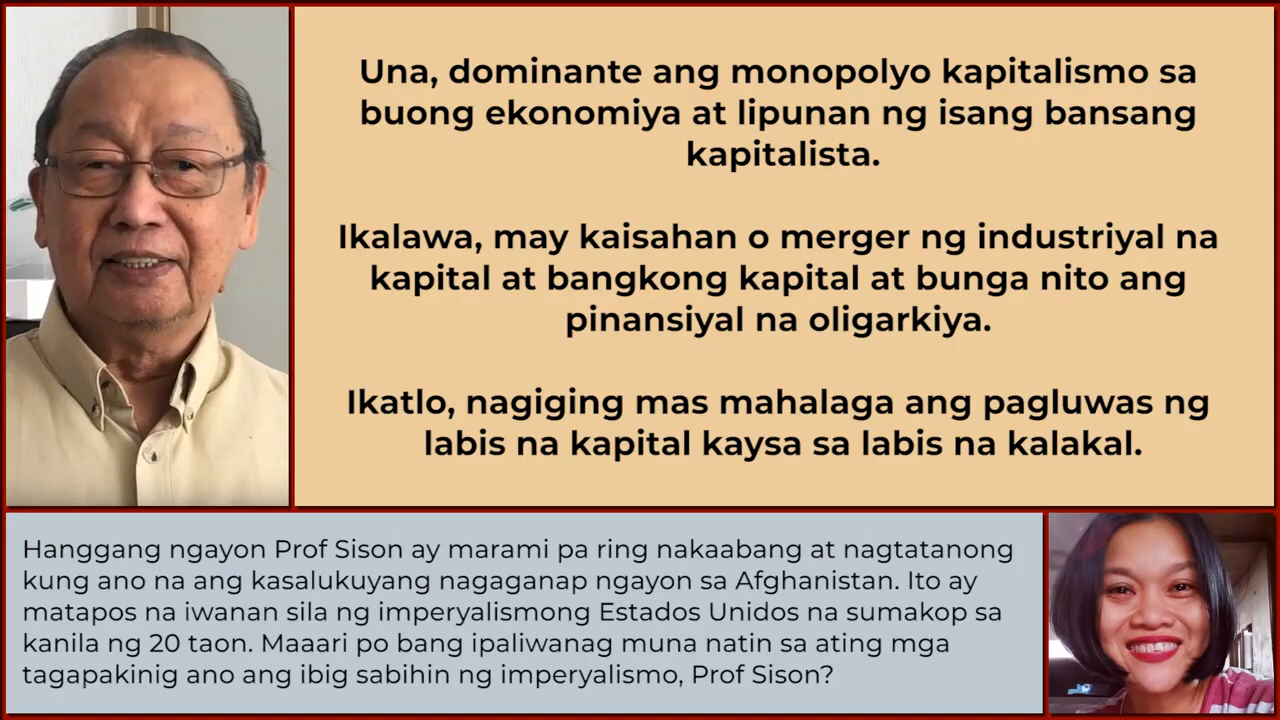 Una, dominante ang monopolyo kapitalismo sa
buong ekonomiya at lipunan ng isang bansang
kapitalista.
Ikalawa, may kaisahan o merger ng industriyal na
kapital at bangkong kapital at bunga nito ang
pinansiyal na oligarkiya.
Ikatlo, nagiging mas mahalaga ang pagluwas ng
labis na kapital kaysa sa labis na kalakal.
Hanggang ngayon Prof Sison ay marami pa ring nakaabang at nagtatanong
kung ano na ang kasalukuyang nagaganap ngayon sa Afghanistan. Ito ay
matapos na iwanan sila ng imperyalismong Estados Unidos na sumakop sa
kanila ng 20 taon. Maaari po bang ipaliwanag muna natin sa ating mga
tagapakinig ano ang ibig sabihin ng imperyalismo, Prof Sison?